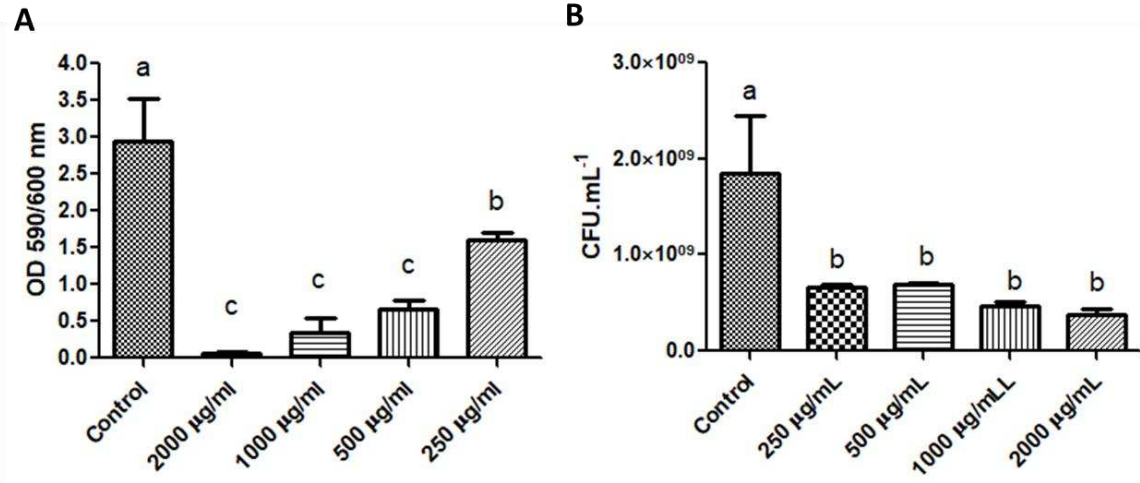 A
OD 590/600 nm
4.0
3.5
3.0
2.5
2.0
1.5
1.0
0.5
0.0
a
c
c
c
b
Control
2000 µg/ml
1000 µg/ml
500 µg/ml
250 µg/ml
B
CFU.mL⁻¹
3.0×10⁰⁹
2.0×10⁰⁹
1.0×10⁰⁹
0.0
a
b
b
b
b
Control
250 µg/mL
500 µg/mL
1000 µg/mLL
2000 µg/mL